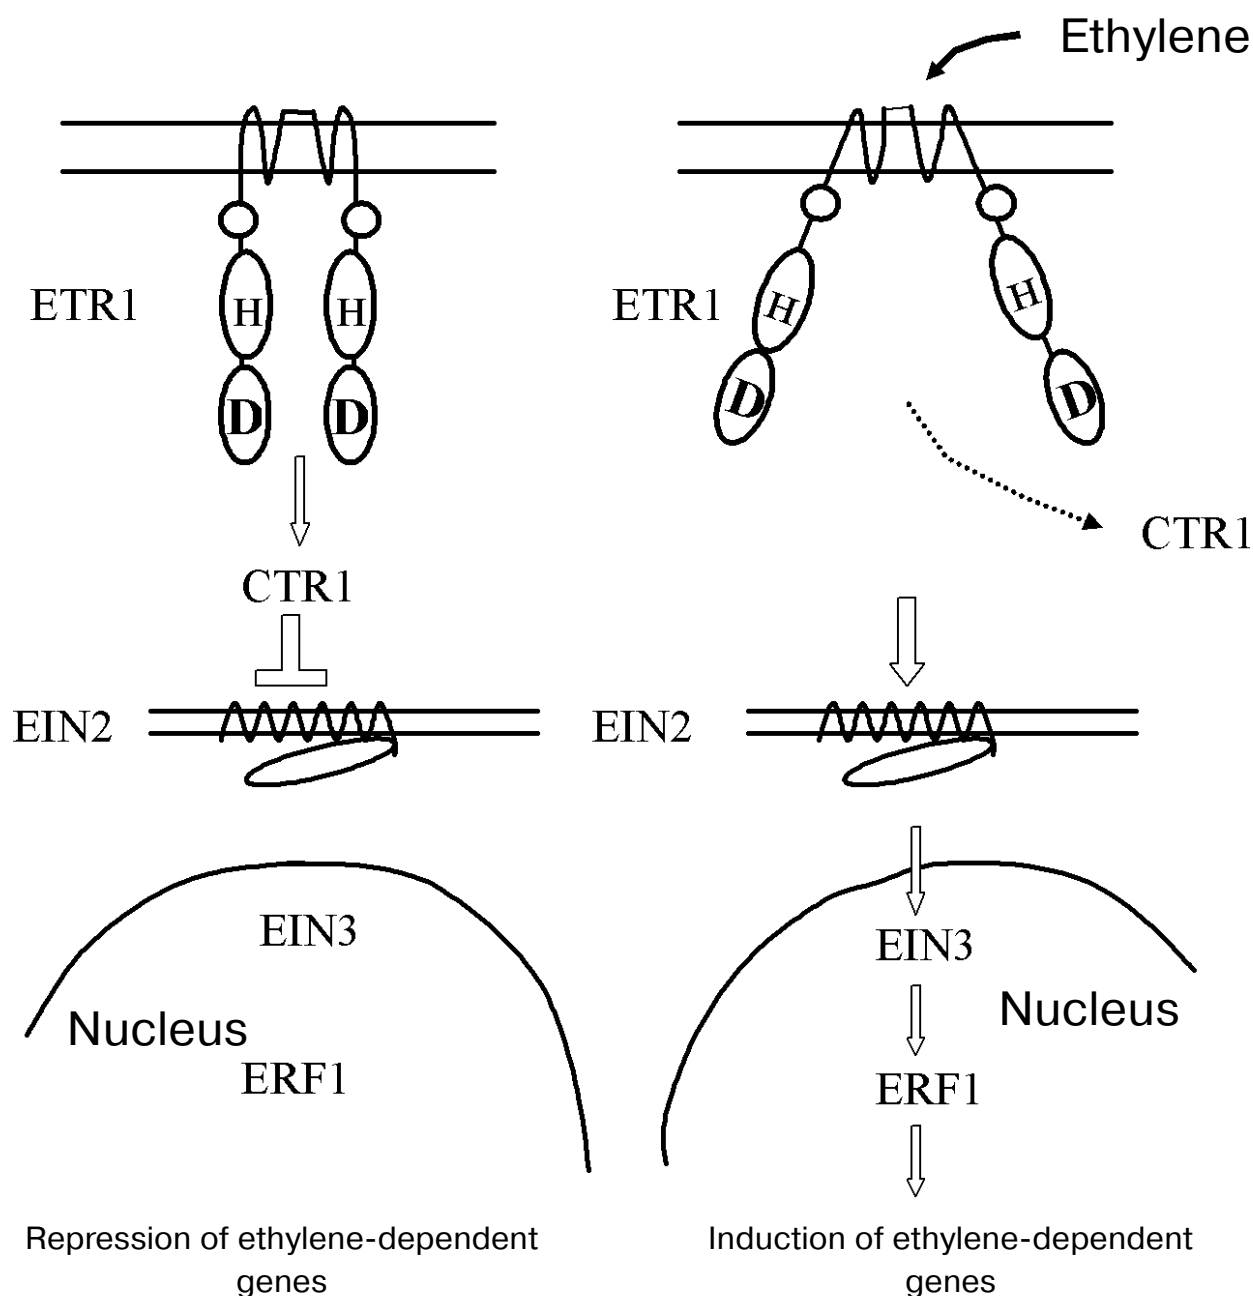 Ethylene
ETR1
H
H
D
D
CTR1
EIN2
EIN3
Nucleus
ERF1
Repression of ethylene-dependent
genes
ETR1
H
H
D
D
CTR1
EIN2
EIN3
Nucleus
ERF1
Induction of ethylene-dependent
genes